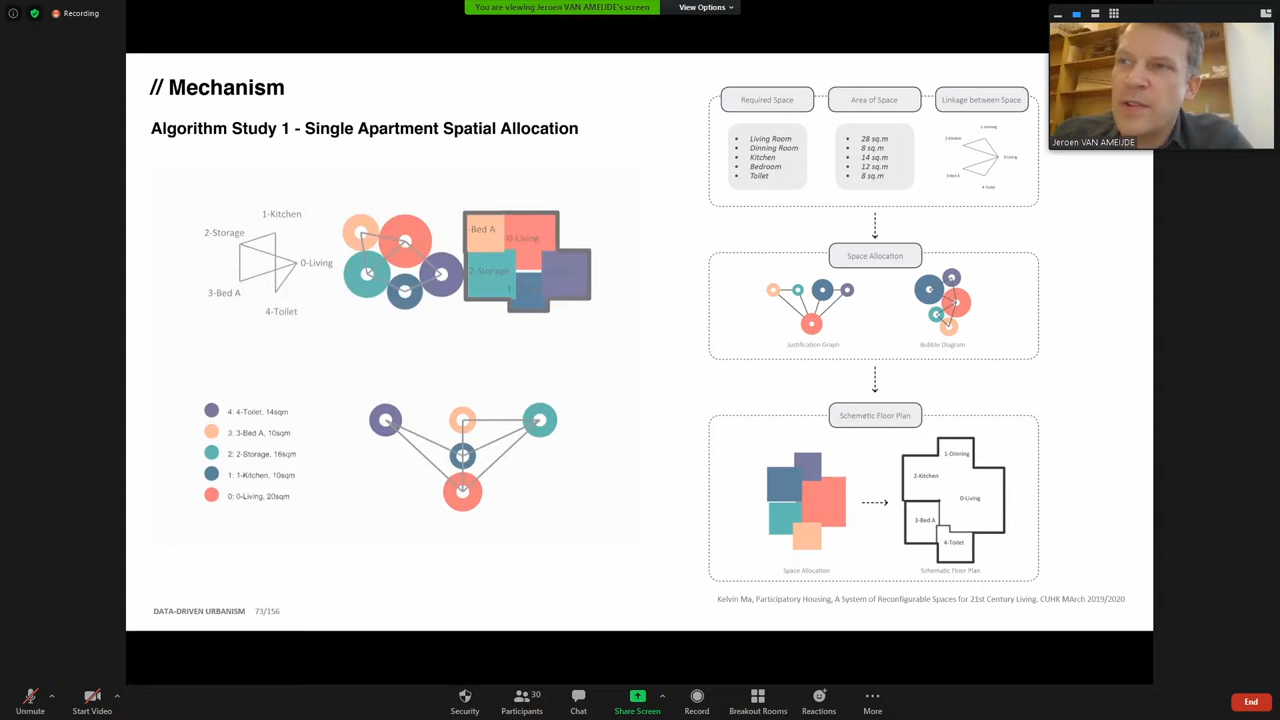 Recording
You are viewing Jeroen VAN AMEIJDE's screen
View Options
// Mechanism
Algorithm Study 1 - Single Apartment Spatial Allocation
1-Kitchen
2-Storage
0-Living
3-Bed A
4-Toilet
Bed A
0-Living
2-Storage
4: 4-Toilet, 14sqm
3: 3-Bed A, 10sqm
2: 2-Storage, 16sqm
1: 1-Kitchen, 10sqm
0: 0-Living, 20sqm
DATA-DRIVEN URBANISM 73/156
Required Space
Area of Space
Linkage between Space
Living Room
Dinning Room
Kitchen
Bedroom
Toilet
28 sq.m
8 sq.m
14 sq.m
12 sq.m
8 sq.m
1-Dinning
2-Kitchen
0-Living
3-Bed A
4-Toilet
Space Allocation
Justification Graph
Bubble Diagram
Schemetic Floor Plan
1-Dinning
2-Kitchen
0-Living
3-Bed A
4-Toilet
Space Allocation
Schematic Floor Plan
Kelvin Ma, Participatory Housing, A System of Reconfigurable Spaces for 21st Century Living. CUHK MArch 2019/2020
Jeroen VAN AMEIJDE
Unmute
Start Video
Security
Participants
30
Chat
Share Screen
Record
Breakout Rooms
Reactions
More
End